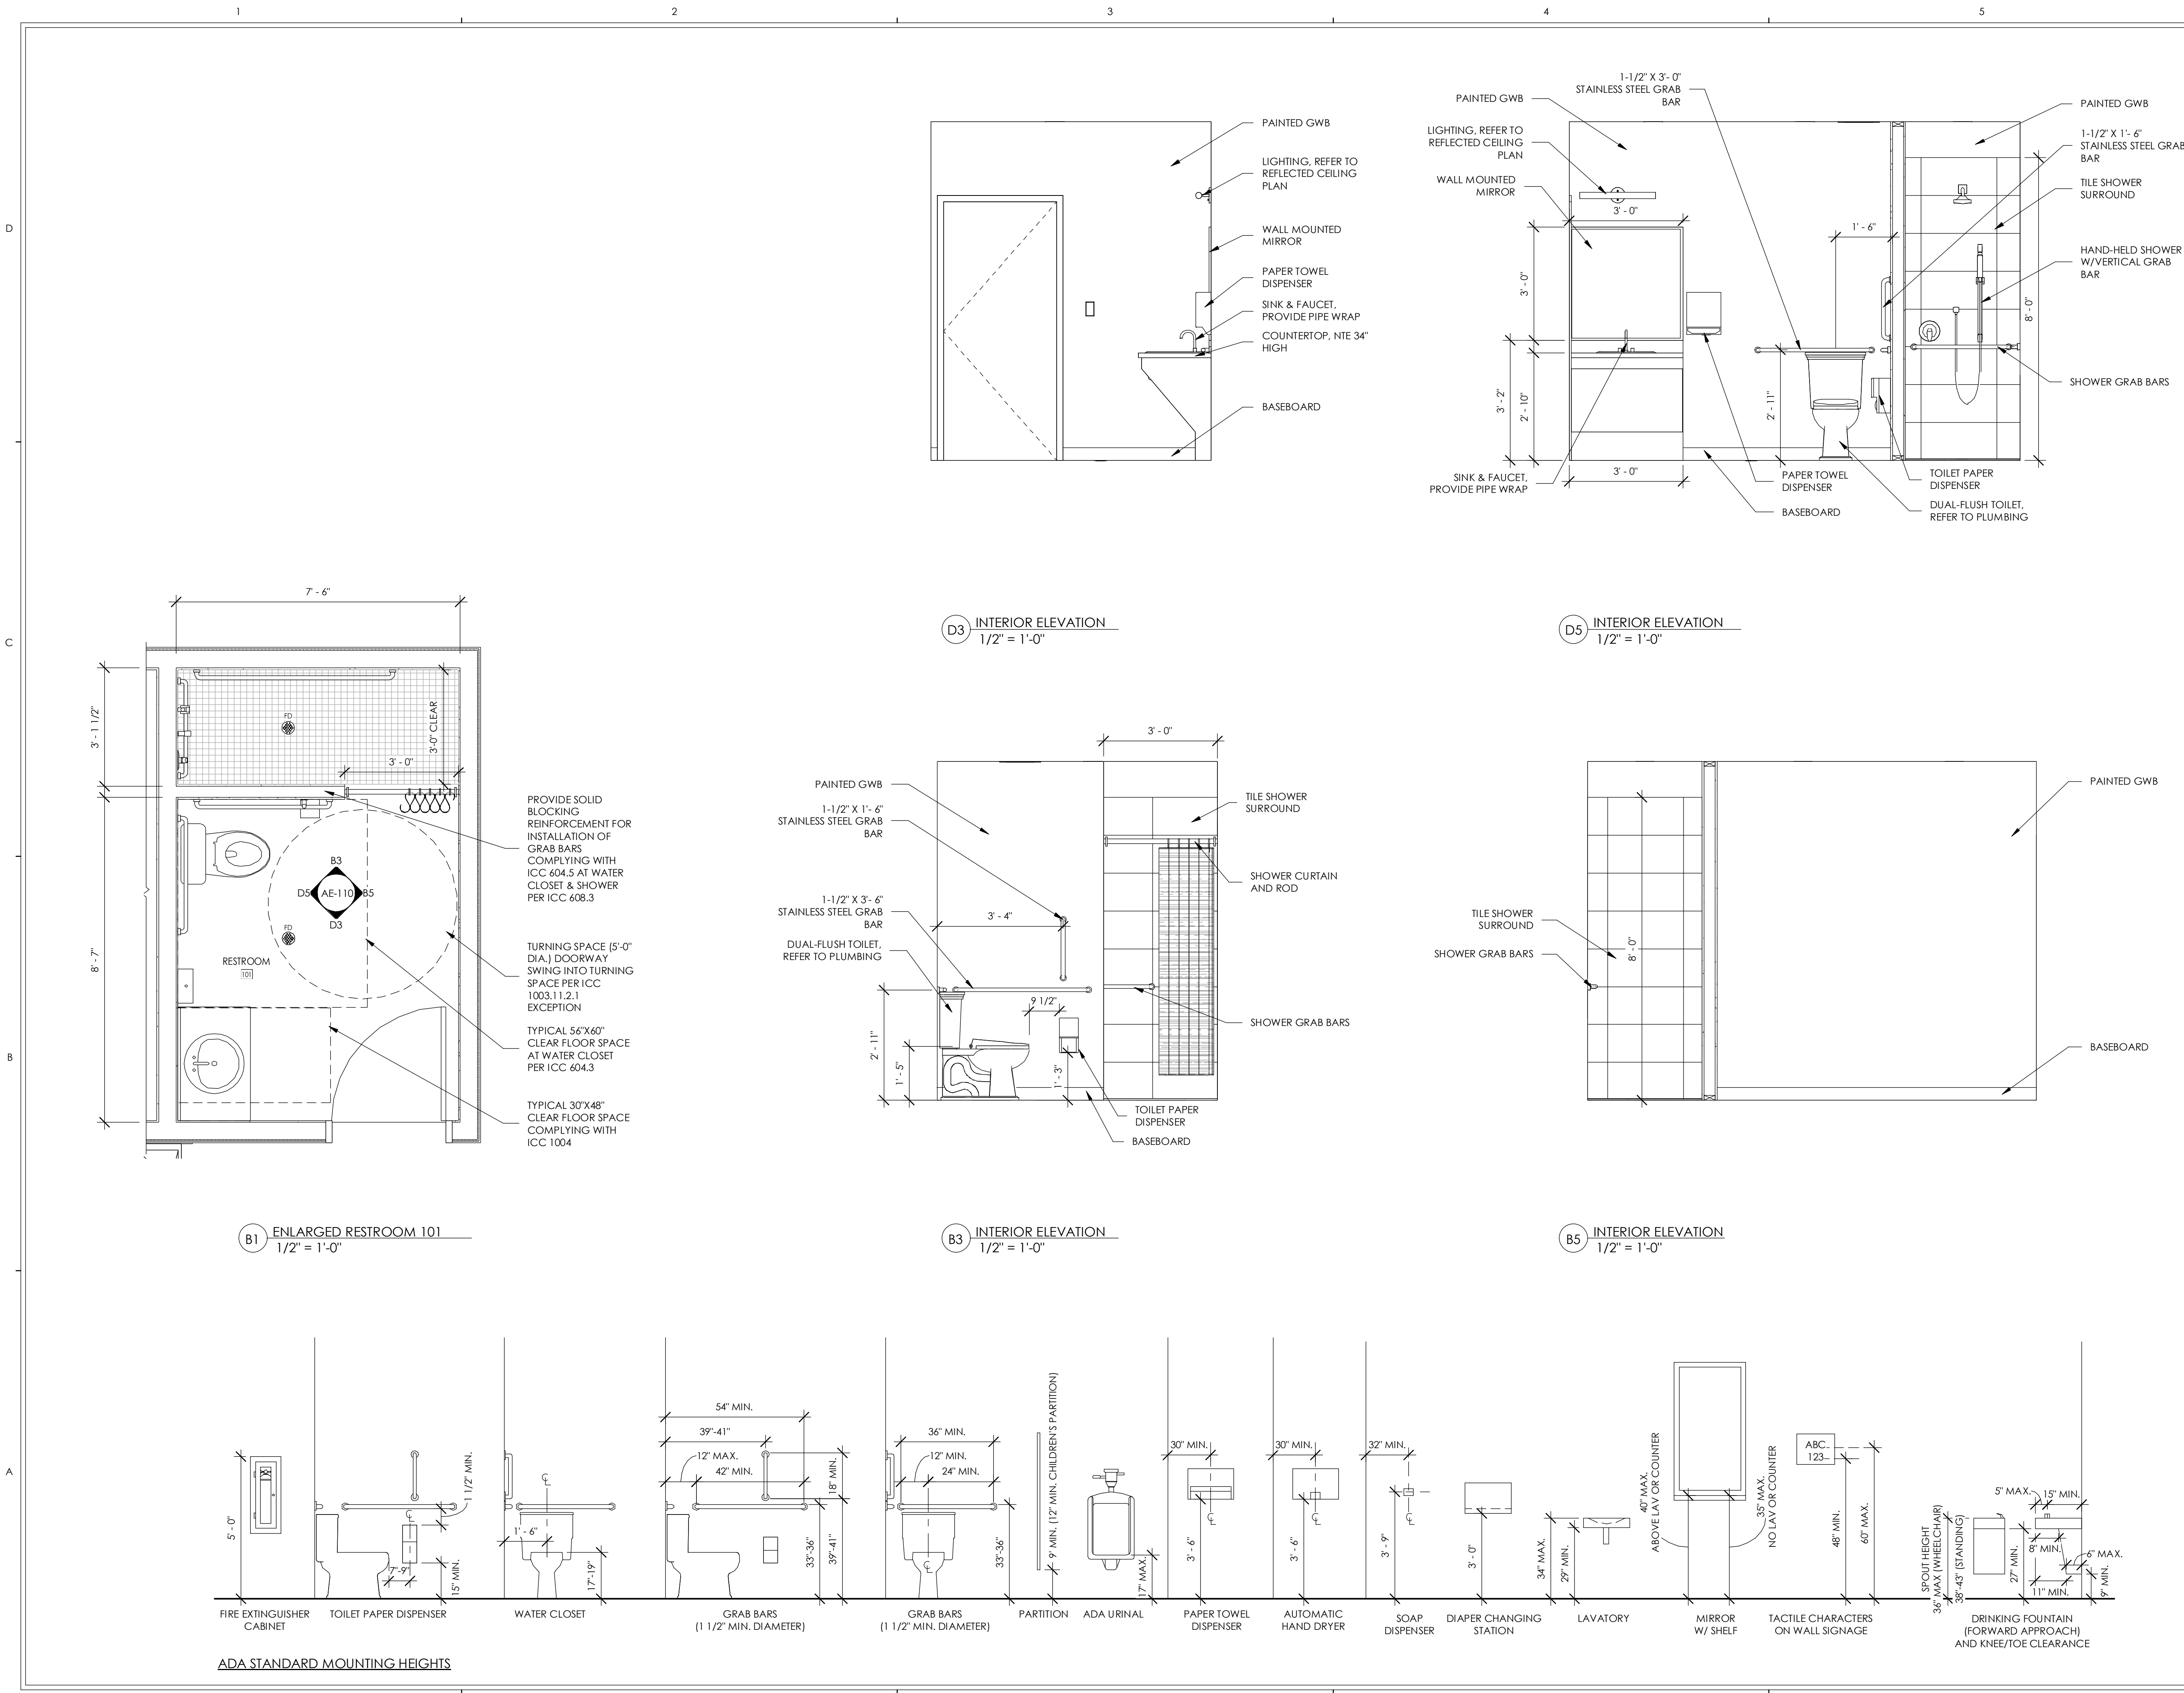 1
2
3
4
5
D
C
B
A
PAINTED GWB
LIGHTING, REFER TO
REFLECTED CEILING
PLAN
WALL MOUNTED
MIRROR
PAPER TOWEL
DISPENSER
SINK & FAUCET,
PROVIDE PIPE WRAP
COUNTERTOP, NTE 34"
HIGH
BASEBOARD
D3
INTERIOR ELEVATION
1/2" = 1'-0"
1-1/2" X 3'- 0"
STAINLESS STEEL GRAB
BAR
PAINTED GWB
LIGHTING, REFER TO
REFLECTED CEILING
PLAN
WALL MOUNTED
MIRROR
3' - 0"
3' - 0"
3' - 2"
2' - 10"
3' - 0"
SINK & FAUCET,
PROVIDE PIPE WRAP
1' - 6"
2' - 11"
8' - 0"
PAINTED GWB
1-1/2" X 1'- 6"
STAINLESS STEEL GRAB
BAR
TILE SHOWER
SURROUND
HAND-HELD SHOWER
W/VERTICAL GRAB
BAR
SHOWER GRAB BARS
PAPER TOWEL
DISPENSER
BASEBOARD
TOILET PAPER
DISPENSER
DUAL-FLUSH TOILET,
REFER TO PLUMBING
D5
INTERIOR ELEVATION
1/2" = 1'-0"
7' - 6"
3' - 1 1/2"
8' - 7"
FD
3'-0" CLEAR
3' - 0"
B3
D5
AE-110
B5
D3
FD
RESTROOM
101
PROVIDE SOLID
BLOCKING
REINFORCEMENT FOR
INSTALLATION OF
GRAB BARS
COMPLYING WITH
ICC 604.5 AT WATER
CLOSET & SHOWER
PER ICC 608.3
TURNING SPACE (5'-0"
DIA.) DOORWAY
SWING INTO TURNING
SPACE PER ICC
1003.11.2.1
EXCEPTION
TYPICAL 56"X60"
CLEAR FLOOR SPACE
AT WATER CLOSET
PER ICC 604.3
TYPICAL 30"X48"
CLEAR FLOOR SPACE
COMPLYING WITH
ICC 1004
B1
ENLARGED RESTROOM 101
1/2" = 1'-0"
3' - 0"
PAINTED GWB
1-1/2" X 1'- 6"
STAINLESS STEEL GRAB
BAR
1-1/2" X 3'- 6"
STAINLESS STEEL GRAB
BAR
DUAL-FLUSH TOILET,
REFER TO PLUMBING
3' - 4"
9 1/2"
2' - 11"
1' - 5"
1' - 3"
TILE SHOWER
SURROUND
SHOWER CURTAIN
AND ROD
SHOWER GRAB BARS
TOILET PAPER
DISPENSER
BASEBOARD
B3
INTERIOR ELEVATION
1/2" = 1'-0"
TILE SHOWER
SURROUND
SHOWER GRAB BARS
8' - 0"
PAINTED GWB
BASEBOARD
B5
INTERIOR ELEVATION
1/2" = 1'-0"
5' - 0"
FIRE EXTINGUISHER
CABINET
1 1/2" MIN.
7"-9"
15" MIN.
TOILET PAPER DISPENSER
1' - 6"
17"-19"
WATER CLOSET
54" MIN.
39"-41"
12" MAX.
42" MIN.
18" MIN.
33"-36"
39"-41"
GRAB BARS
(1 1/2" MIN. DIAMETER)
36" MIN.
12" MIN.
24" MIN.
33"-36"
GRAB BARS
(1 1/2" MIN. DIAMETER)
9' MIN. (12" MIN. CHILDREN'S PARTITION)
PARTITION
17" MAX.
ADA URINAL
30" MIN.
3' - 6"
PAPER TOWEL
DISPENSER
30" MIN.
3' - 6"
AUTOMATIC
HAND DRYER
32" MIN.
3' - 9"
SOAP
DISPENSER
3' - 0"
DIAPER CHANGING
STATION
34" MAX.
29" MIN.
LAVATORY
40" MAX.
ABOVE LAV OR COUNTER
35" MAX.
NO LAV OR COUNTER
MIRROR
W/ SHELF
ABC
123
48" MIN.
60" MAX.
TACTILE CHARACTERS
ON WALL SIGNAGE
SPOUT HEIGHT
36" MAX (WHEELCHAIR)
38"-43" (STANDING)
5" MAX.
15" MIN.
27" MIN.
8" MIN.
6" MAX.
11" MIN.
9" MIN.
DRINKING FOUNTAIN
(FORWARD APPROACH)
AND KNEE/TOE CLEARANCE
ADA STANDARD MOUNTING HEIGHTS